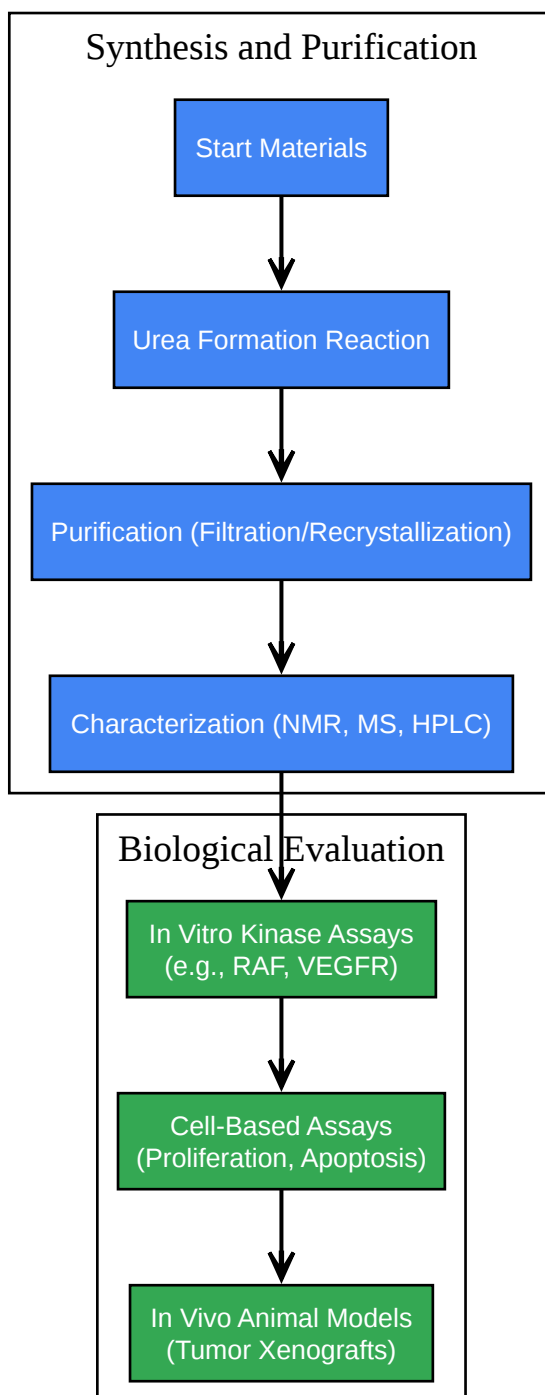 Synthesis and Purification
Start Materials
Urea Formation Reaction
Purification (Filtration/Recrystallization)
Characterization (NMR, MS, HPLC)
Biological Evaluation
In Vitro Kinase Assays
(e.g., RAF, VEGFR)
Cell-Based Assays
(Proliferation, Apoptosis)
In Vivo Animal Models
(Tumor Xenografts)